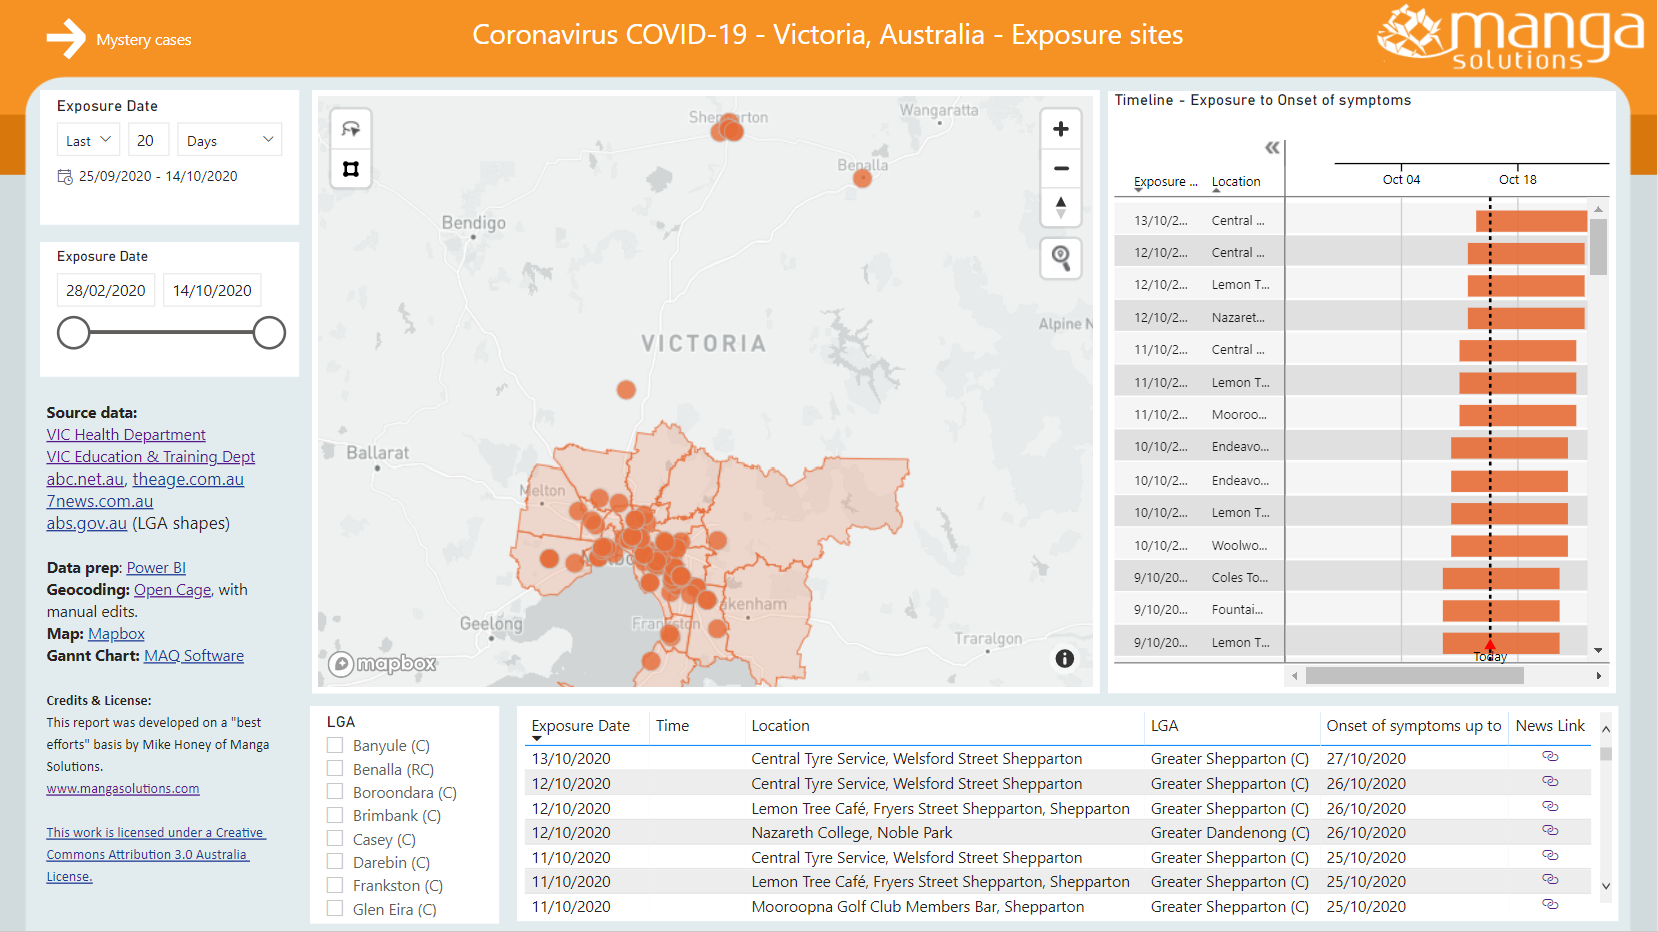 Mystery cases
Coronavirus COVID-19 - Victoria, Australia - Exposure sites
manga
solutions
Exposure Date
Last 20 Days
25/09/2020 - 14/10/2020
Exposure Date
28/02/2020 14/10/2020
Source data:
VIC Health Department
VIC Education & Training Dept
abc.net.au, theage.com.au
7news.com.au
abs.gov.au (LGA shapes)
Data prep: Power BI
Geocoding: Open Cage, with
manual edits.
Map: Mapbox
Gannt Chart: MAQ Software
Credits & License:
This report was developed on a "best
efforts" basis by Mike Honey of Manga
Solutions.
www.mangasolutions.com
This work is licensed under a Creative
Commons Attribution 3.0 Australia
License.
Wangaratta
Benalla
Bendigo
Alpine N
VICTORIA
Ballarat
Melton
Geelong
Traralgon
mapbox
Timeline - Exposure to Onset of symptoms
Oct 04 Oct 18
Exposure ... Location
13/10/2... Central ...
12/10/2... Central ...
12/10/2... Lemon T...
12/10/2... Nazaret...
11/10/2... Central ...
11/10/2... Lemon T...
11/10/2... Mooroo...
10/10/2... Endeavo...
10/10/2... Endeavo...
10/10/2... Lemon T...
10/10/2... Woolwo...
9/10/20... Coles To...
9/10/20... Fountai...
9/10/20... Lemon T...
Today
LGA
Banyule (C)
Benalla (RC)
Boroondara (C)
Brimbank (C)
Casey (C)
Darebin (C)
Frankston (C)
Glen Eira (C)
Exposure Date Time Location LGA Onset of symptoms up to News Link
13/10/2020 Central Tyre Service, Welsford Street Shepparton Greater Shepparton (C) 27/10/2020
12/10/2020 Central Tyre Service, Welsford Street Shepparton Greater Shepparton (C) 26/10/2020
12/10/2020 Lemon Tree Café, Fryers Street Shepparton, Shepparton Greater Shepparton (C) 26/10/2020
12/10/2020 Nazareth College, Noble Park Greater Dandenong (C) 26/10/2020
11/10/2020 Central Tyre Service, Welsford Street Shepparton Greater Shepparton (C) 25/10/2020
11/10/2020 Lemon Tree Café, Fryers Street Shepparton, Shepparton Greater Shepparton (C) 25/10/2020
11/10/2020 Mooroopna Golf Club Members Bar, Shepparton Greater Shepparton (C) 25/10/2020